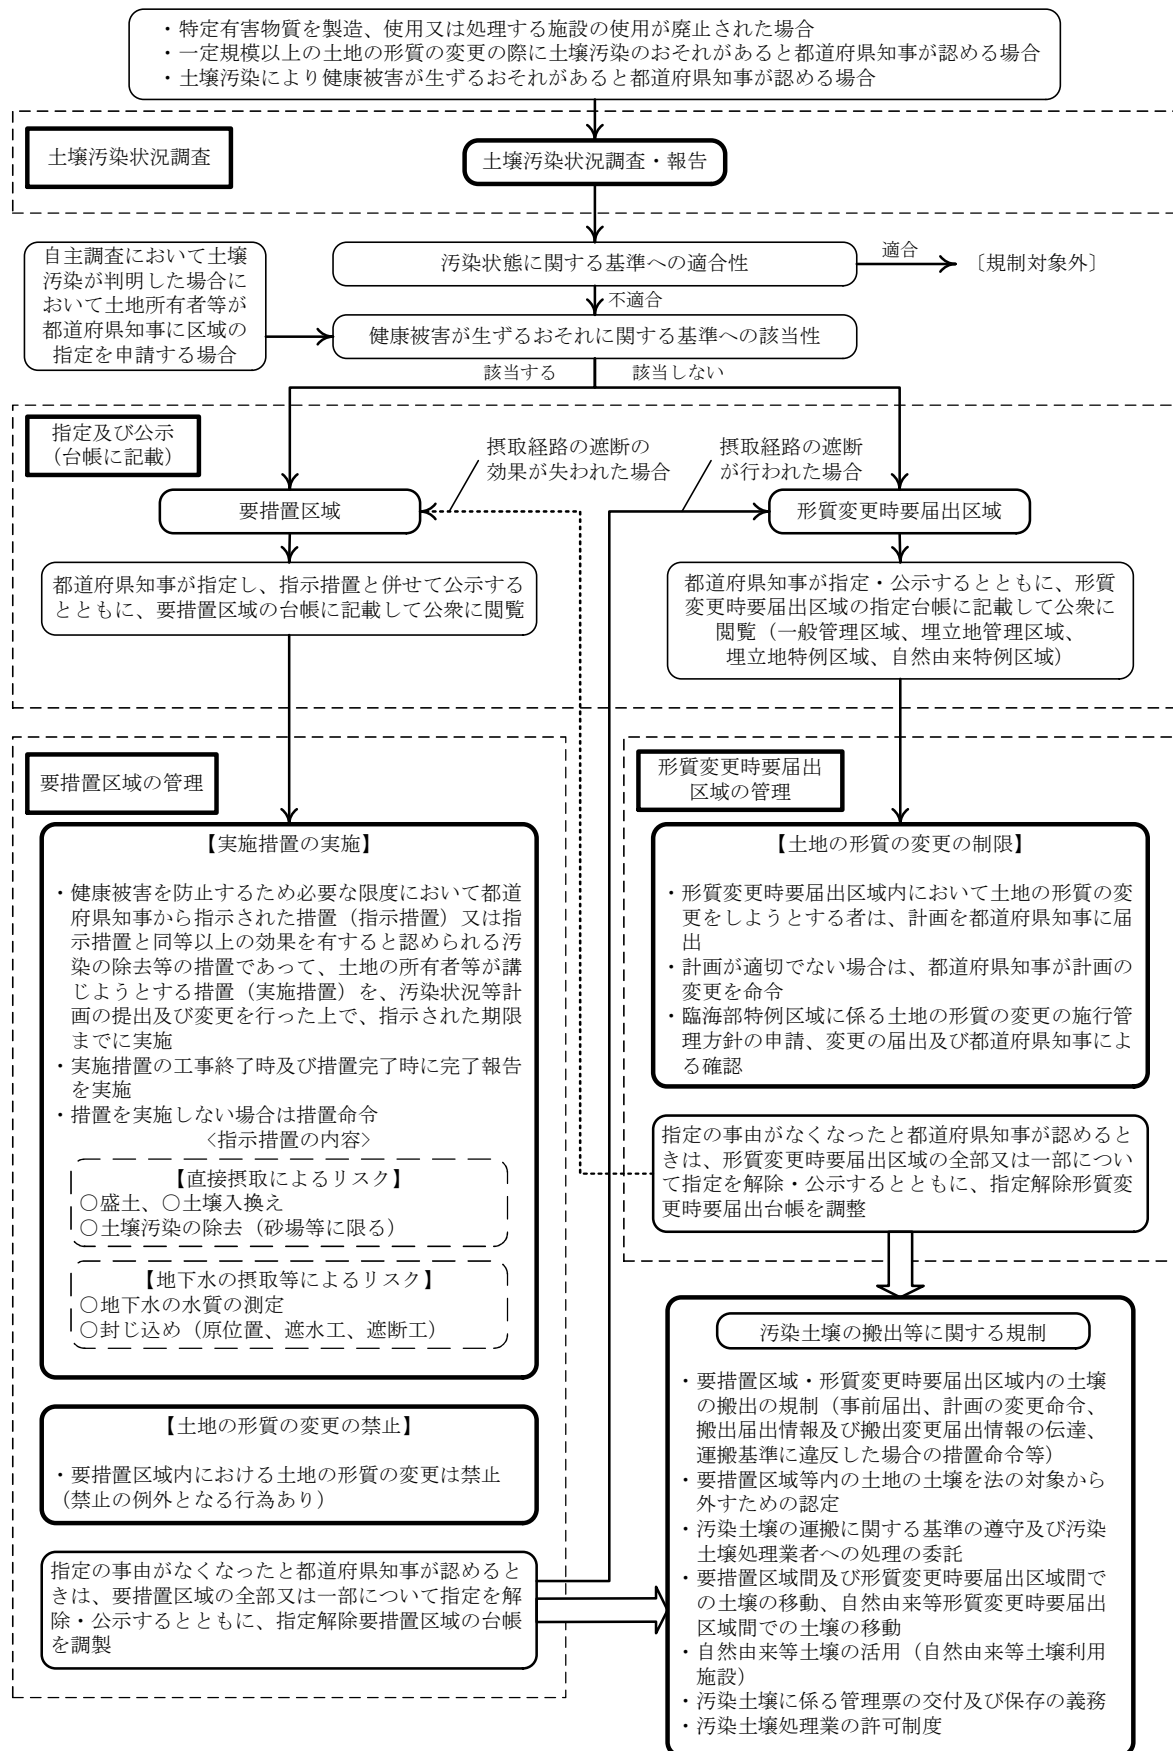 ・特定有害物質を製造、使用又は処理する施設の使用が廃止された場合
・一定規模以上の土地の形質の変更の際に土壌汚染のおそれがあると都道府県知事が認める場合
・土壌汚染により健康被害が生ずるおそれがあると都道府県知事が認める場合
土壌汚染状況調査
土壌汚染状況調査・報告
自主調査において土壌
汚染が判明した場合に
おいて土地所有者等が
都道府県知事に区域の
指定を申請する場合
汚染状態に関する基準への適合性
適合
〔規制対象外〕
不適合
健康被害が生ずるおそれに関する基準への該当性
該当する
該当しない
指定及び公示
(台帳に記載)
摂取経路の遮断の
効果が失われた場合
摂取経路の遮断
が行われた場合
要措置区域
形質変更時要届出区域
都道府県知事が指定し、指示措置と併せて公示する
とともに、要措置区域の台帳に記載して公衆に閲覧
都道府県知事が指定・公示するとともに、形質
変更時要届出区域の指定台帳に記載して公衆に
閲覧（一般管理区域、埋立地管理区域、
埋立地特例区域、自然由来特例区域）
要措置区域の管理
【実施措置の実施】
・健康被害を防止するため必要な限度において都道
府県知事から指示された措置（指示措置）又は指
示措置と同等以上の効果を有すると認められる汚
染の除去等の措置であって、土地の所有者等が講
じようとする措置（実施措置）を、汚染状況等計
画の提出及び変更を行った上で、指示された期限
までに実施
・実施措置の工事終了時及び措置完了時に完了報告
を実施
・措置を実施しない場合は措置命令
〈指示措置の内容〉
【直接摂取によるリスク】
○盛土、○土壌入換え
○土壌汚染の除去（砂場等に限る）
【地下水の摂取等によるリスク】
○地下水の水質の測定
○封じ込め（原位置、遮水工、遮断工）
【土地の形質の変更の禁止】
・要措置区域内における土地の形質の変更は禁止
（禁止の例外となる行為あり）
指定の事由がなくなったと都道府県知事が認めると
きは、要措置区域の全部又は一部について指定を解
除・公示するとともに、指定解除要措置区域の台帳
を調製
形質変更時要届出
区域の管理
【土地の形質の変更の制限】
・形質変更時要届出区域内において土地の形質の変
更をしようとする者は、計画を都道府県知事に届
出
・計画が適切でない場合は、都道府県知事が計画の
変更を命令
・臨海部特例区域に係る土地の形質の変更の施行管
理方針の申請、変更の届出及び都道府県知事によ
る確認
指定の事由がなくなったと都道府県知事が認めると
きは、形質変更時要届出区域の全部又は一部につい
て指定を解除・公示するとともに、指定解除形質変
更時要届出台帳を調整
汚染土壌の搬出等に関する規制
・要措置区域・形質変更時要届出区域内の土壌
の搬出の規制（事前届出、計画の変更命令、
搬出届出情報及び搬出変更届出情報の伝達、
運搬基準に違反した場合の措置命令等）
・要措置区域等内の土地の土壌を法の対象から
外すための認定
・汚染土壌の運搬に関する基準の遵守及び汚染
土壌処理業者への処理の委託
・要措置区域間及び形質変更時要届出区域間で
の土壌の移動、自然由来等形質変更時要届出
区域間での土壌の移動
・自然由来等土壌の活用（自然由来等土壌利用
施設）
・汚染土壌に係る管理票の交付及び保存の義務
・汚染土壌処理業の許可制度